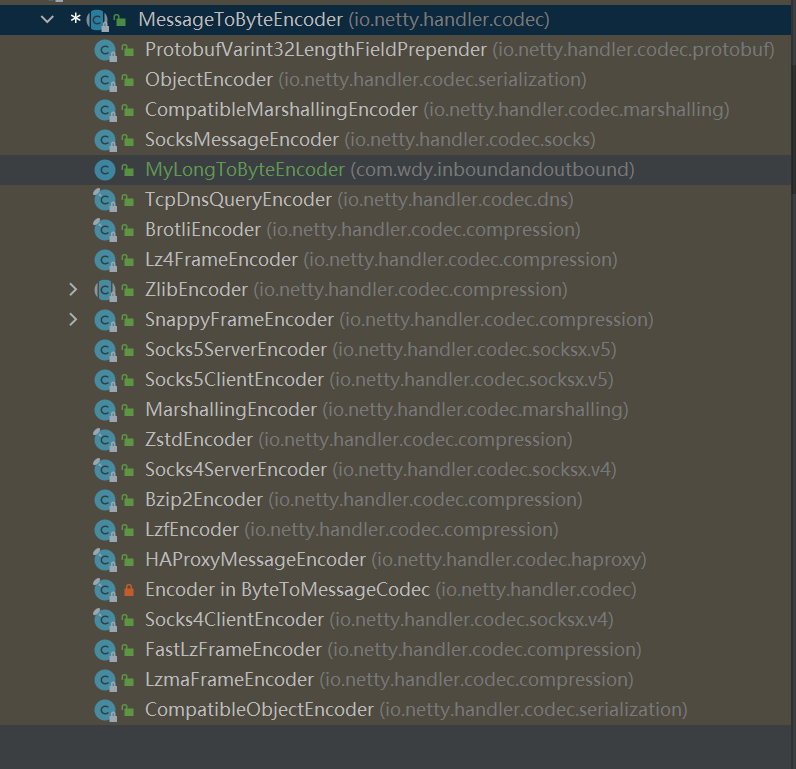 * MessageToByteEncoder (io.netty.handler.codec)
ProtobufVarint32LengthFieldPrepender (io.netty.handler.codec.protobuf)
ObjectEncoder (io.netty.handler.codec.serialization)
CompatibleMarshallingEncoder (io.netty.handler.codec.marshalling)
SocksMessageEncoder (io.netty.handler.codec.socks)
MyLongToByteEncoder (com.wdy.inboundandoutbound)
TcpDnsQueryEncoder (io.netty.handler.codec.dns)
BrotliEncoder (io.netty.handler.codec.compression)
Lz4FrameEncoder (io.netty.handler.codec.compression)
ZlibEncoder (io.netty.handler.codec.compression)
SnappyFrameEncoder (io.netty.handler.codec.compression)
Socks5ServerEncoder (io.netty.handler.codec.socksx.v5)
Socks5ClientEncoder (io.netty.handler.codec.socksx.v5)
MarshallingEncoder (io.netty.handler.codec.marshalling)
ZstdEncoder (io.netty.handler.codec.compression)
Socks4ServerEncoder (io.netty.handler.codec.socksx.v4)
Bzip2Encoder (io.netty.handler.codec.compression)
LzfEncoder (io.netty.handler.codec.compression)
HAProxyMessageEncoder (io.netty.handler.codec.haproxy)
Encoder in ByteToMessageCodec (io.netty.handler.codec)
Socks4ClientEncoder (io.netty.handler.codec.socksx.v4)
FastLzFrameEncoder (io.netty.handler.codec.compression)
LzmaFrameEncoder (io.netty.handler.codec.compression)
CompatibleObjectEncoder (io.netty.handler.codec.serialization)